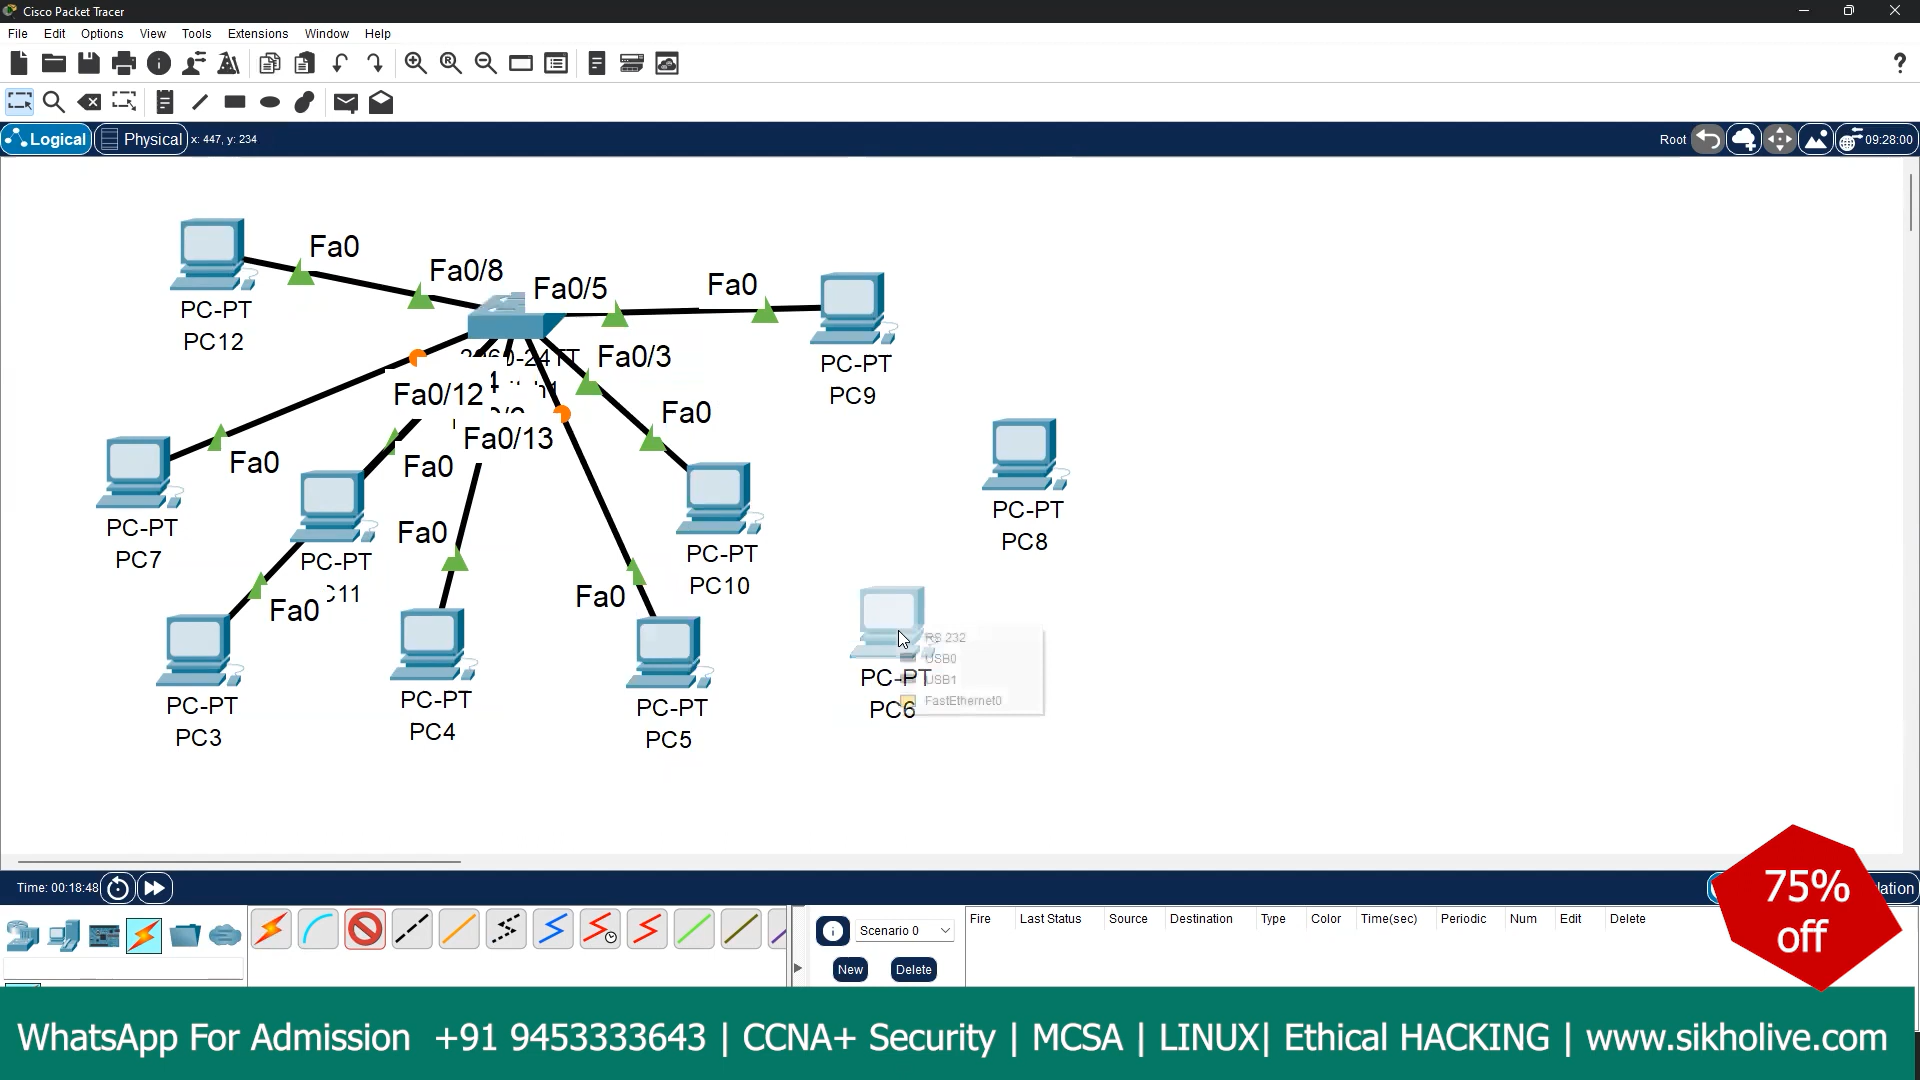 Cisco Packet Tracer
File Edit Options View Tools Extensions Window Help
Logical Physical x: 447, y: 234 Root 09:28:00
Fa0
Fa0/8
Fa0/5
Fa0
PC-PT
PC12
Fa0/3
PC-PT
PC9
Fa0/12
Fa0
Fa0/13
Fa0
Fa0
PC-PT
PC7
PC-PT
PC8
Fa0
PC-PT
PC10
PC-PT
Fa0
Fa0
RS 232
USB0
USB1
FastEthernet0
PC-PT
PC6
PC-PT
PC3
PC-PT
PC4
PC-PT
PC5
Time: 00:18:48
75%
off
Scenario 0
New Delete
Fire Last Status Source Destination Type Color Time(sec) Periodic Num Edit Delete
WhatsApp For Admission +91 9453333643 | CCNA+ Security | MCSA | LINUX| Ethical HACKING | www.sikholive.com